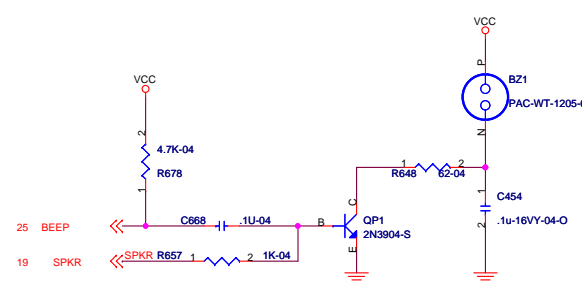 VCC
P
BZ1
PAC-WT-1205-
N
VCC
2
4.7K-04
R678
1
1
2
R648
62-04
1
C454
.1u-16VY-04-O
2
25 BEEP
C668
.1U-04
B
C
QP1
2N3904-S
E
19 SPKR
SPKR
R657
1
2
1K-04